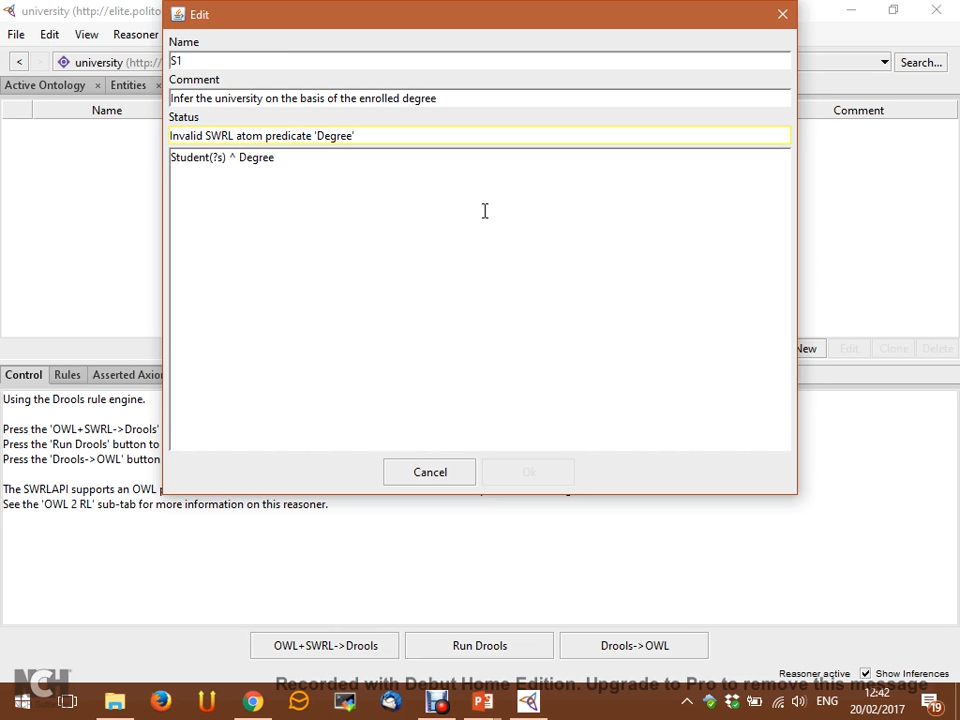 university (http://elite.polito
Edit
File Edit View Reasoner
Name
S1
< university (http:// Search...
Comment
Infer the university on the basis of the enrolled degree
Active Ontology × Entities ×
Status
Name Comment
Invalid SWRL atom predicate 'Degree'
Student(?s) ^ Degree
New Edit Clone Delete
Control Rules Asserted Axio
Using the Drools rule engine.
Press the 'OWL+SWRL->Drools'
Press the 'Run Drools' button to
Press the 'Drools->OWL' button
Cancel Ok
The SWRLAPI supports an OWL
See the 'OWL 2 RL' sub-tab for more information on this reasoner.
OWL+SWRL->Drools Run Drools Drools->OWL
Reasoner active Show Inferences
NCH
Recorded with Debut Home Edition. Upgrade to Pro to remove this message
ENG
12:42
20/02/2017
19